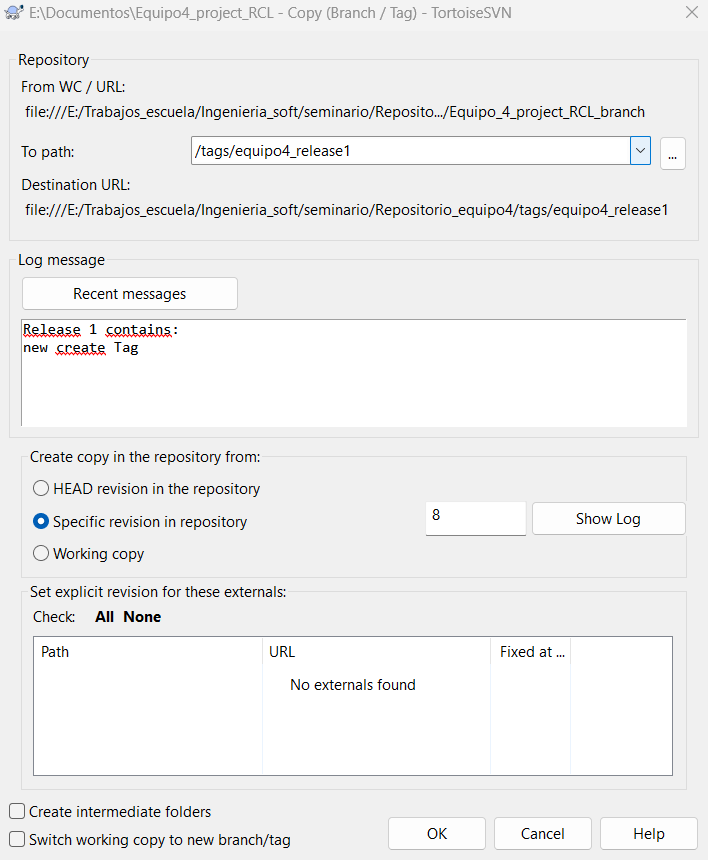 E:\Documentos\Equipo4_project_RCL - Copy (Branch / Tag) - TortoiseSVN
Repository
From WC / URL:
file:///E:/Trabajos_escuela/Ingenieria_soft/seminario/Reposito.../Equipo_4_project_RCL_branch
To path:
/tags/equipo4_release1
...
Destination URL:
file:///E:/Trabajos_escuela/Ingenieria_soft/seminario/Repositorio_equipo4/tags/equipo4_release1
Log message
Recent messages
Release 1 contains:
new create Tag
Create copy in the repository from:
HEAD revision in the repository
Specific revision in repository
8
Show Log
Working copy
Set explicit revision for these externals:
Check: All None
Path URL Fixed at ...
No externals found
Create intermediate folders
Switch working copy to new branch/tag
OK Cancel Help